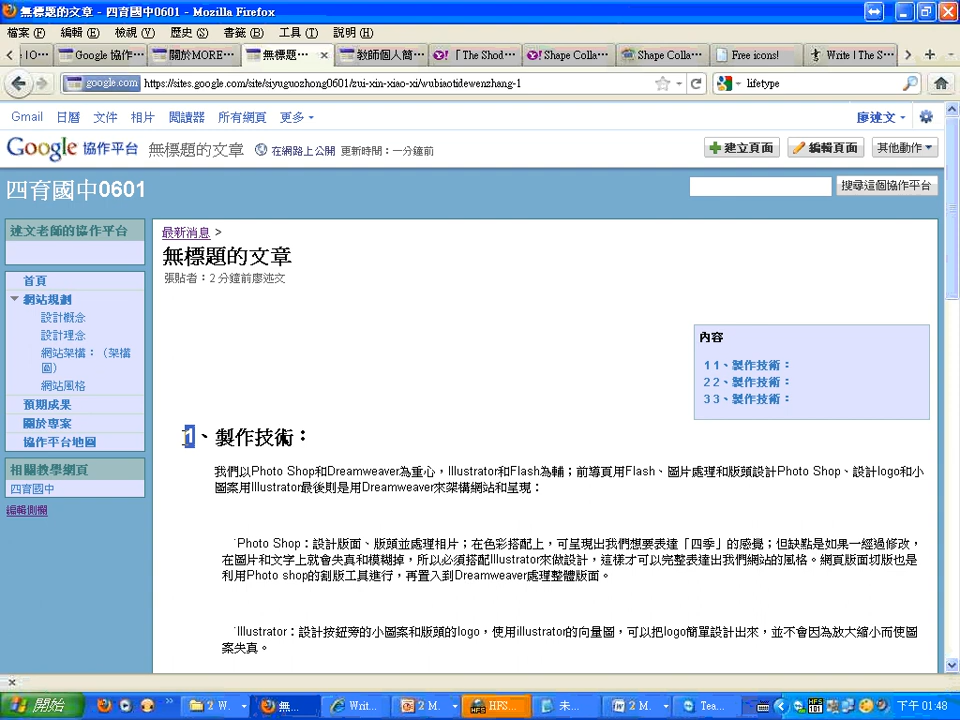 無標題的文章 - 四育國中0601 - Mozilla Firefox
檔案(F) 編輯(E) 檢視(V) 歷史(S) 書籤(B) 工具(T) 說明(H)
Google 協作… 關於MORE… 無標題… 教師個人簡… 「The Shod… Shape Colla… Shape Colla… Free icons! Write | The S…
google.com https://sites.google.com/site/siyuguozhong0601/zui-xin-xiao-xi/wubiaotidewenzhang-1 lifetype
Gmail 日曆 文件 相片 閱讀器 所有網頁 更多 廖述文
Google 協作平台 無標題的文章 在網路上公開 更新時間：一分鐘前 建立頁面 編輯頁面 其他動作
四育國中0601 搜尋這個協作平台
述文老師的協作平台
首頁
網站規劃
設計概念
設計理念
網站架構：（架構圖）
網站風格
預期成果
關於專案
協作平台地圖
相關教學網頁
四育國中
編輯側欄
最新消息 >
無標題的文章
張貼者：2 分鐘前廖述文
內容
1 1、製作技術：
2 2、製作技術：
3 3、製作技術：
1、製作技術：
我們以Photo Shop和Dreamweaver為重心，Illustrator和Flash為輔；前導頁用Flash、圖片處理和版頭設計Photo Shop、設計logo和小
圖案用Illustrator最後則是用Dreamweaver來架構網站和呈現：
˙Photo Shop：設計版面、版頭並處理相片；在色彩搭配上，可呈現出我們想要表達「四季」的感覺；但缺點是如果一經過修改，
在圖片和文字上就會失真和模糊掉，所以必須搭配Illustrator來做設計，這樣才可以完整表達出我們網站的風格。網頁版面切版也是
利用Photo shop的割版工具進行，再置入到Dreamweaver處理整體版面。
˙Illustrator：設計按鈕旁的小圖案和版頭的logo，使用illustrator的向量圖，可以把logo簡單設計出來，並不會因為放大縮小而使圖
案失真。
開始 2 W… 無… Writ… 2 M… HFS… 未… 2 M… Tea… 下午 01:48